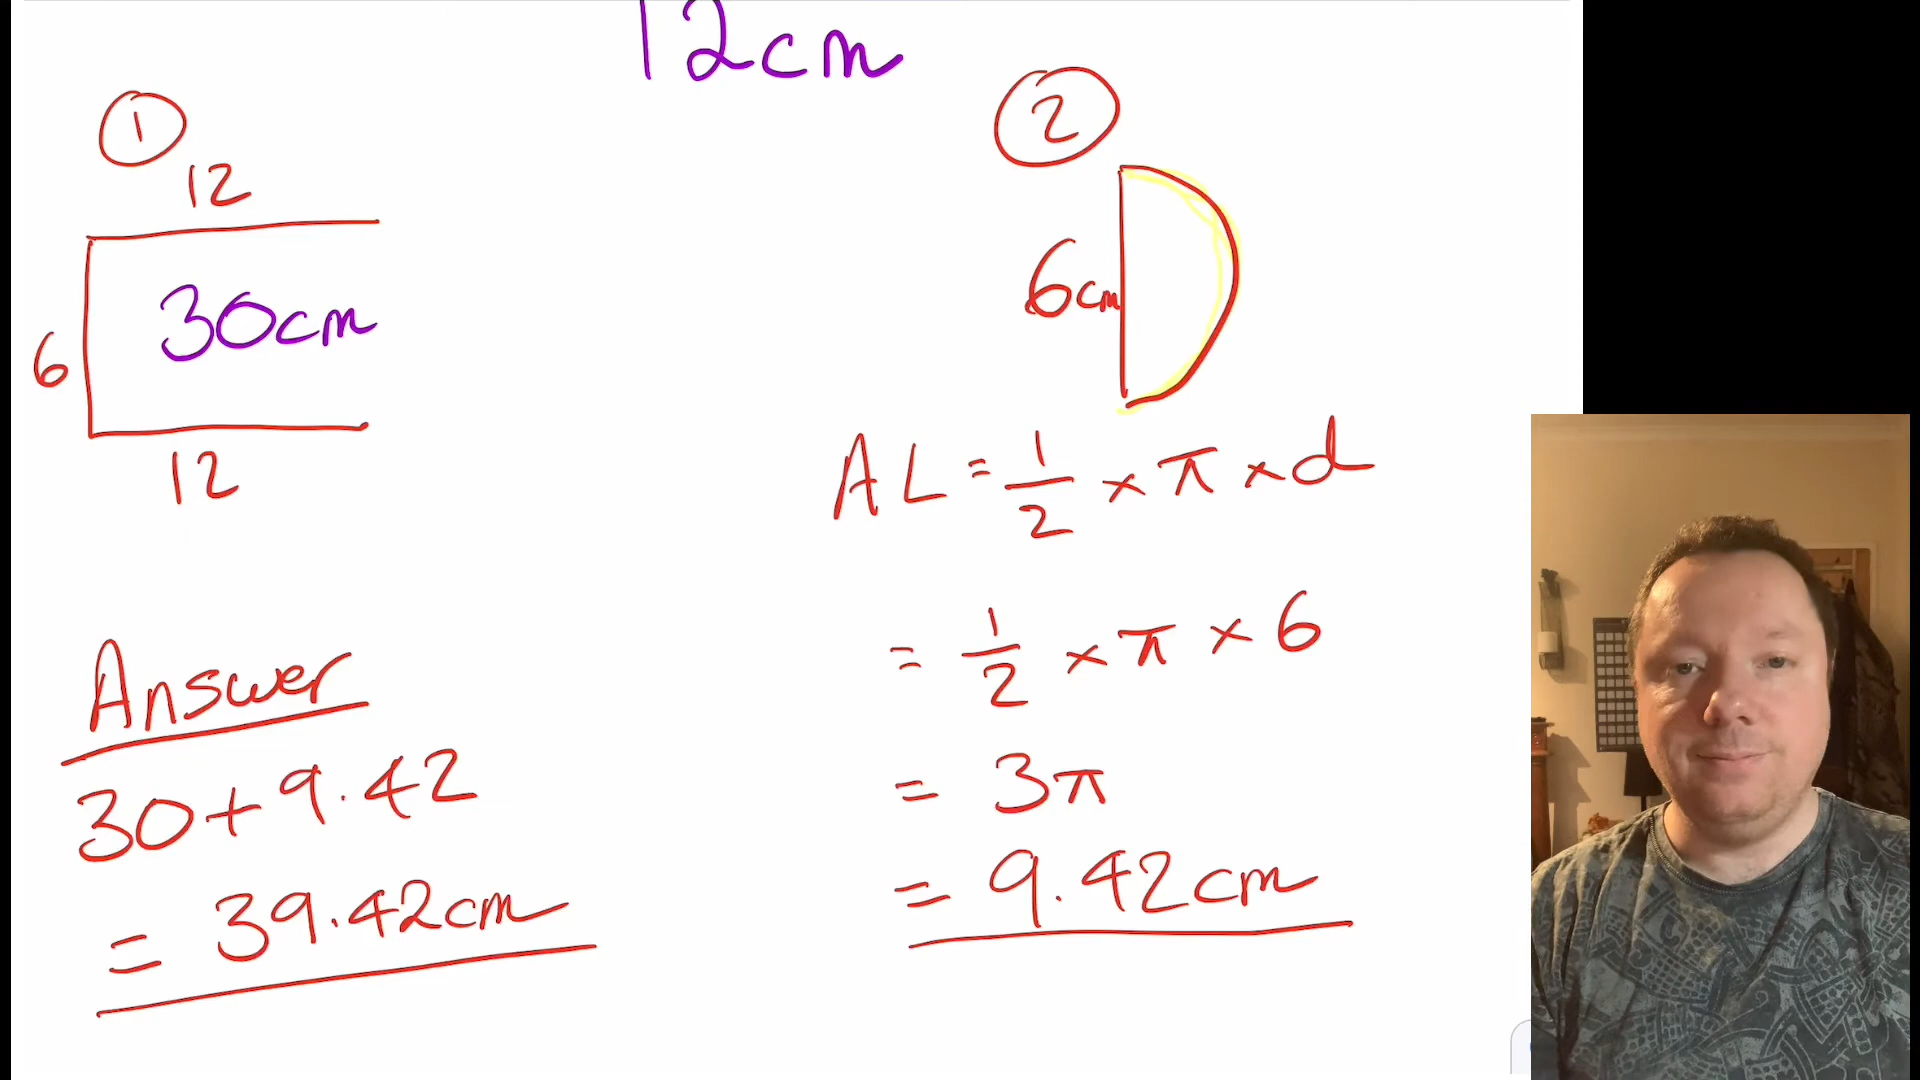 12cm
1
12
30cm
6
12
Answer
30+9.42
= 39.42cm
2
6cm
AL = 1/2 × π × d
= 1/2 × π × 6
= 3π
= 9.42cm